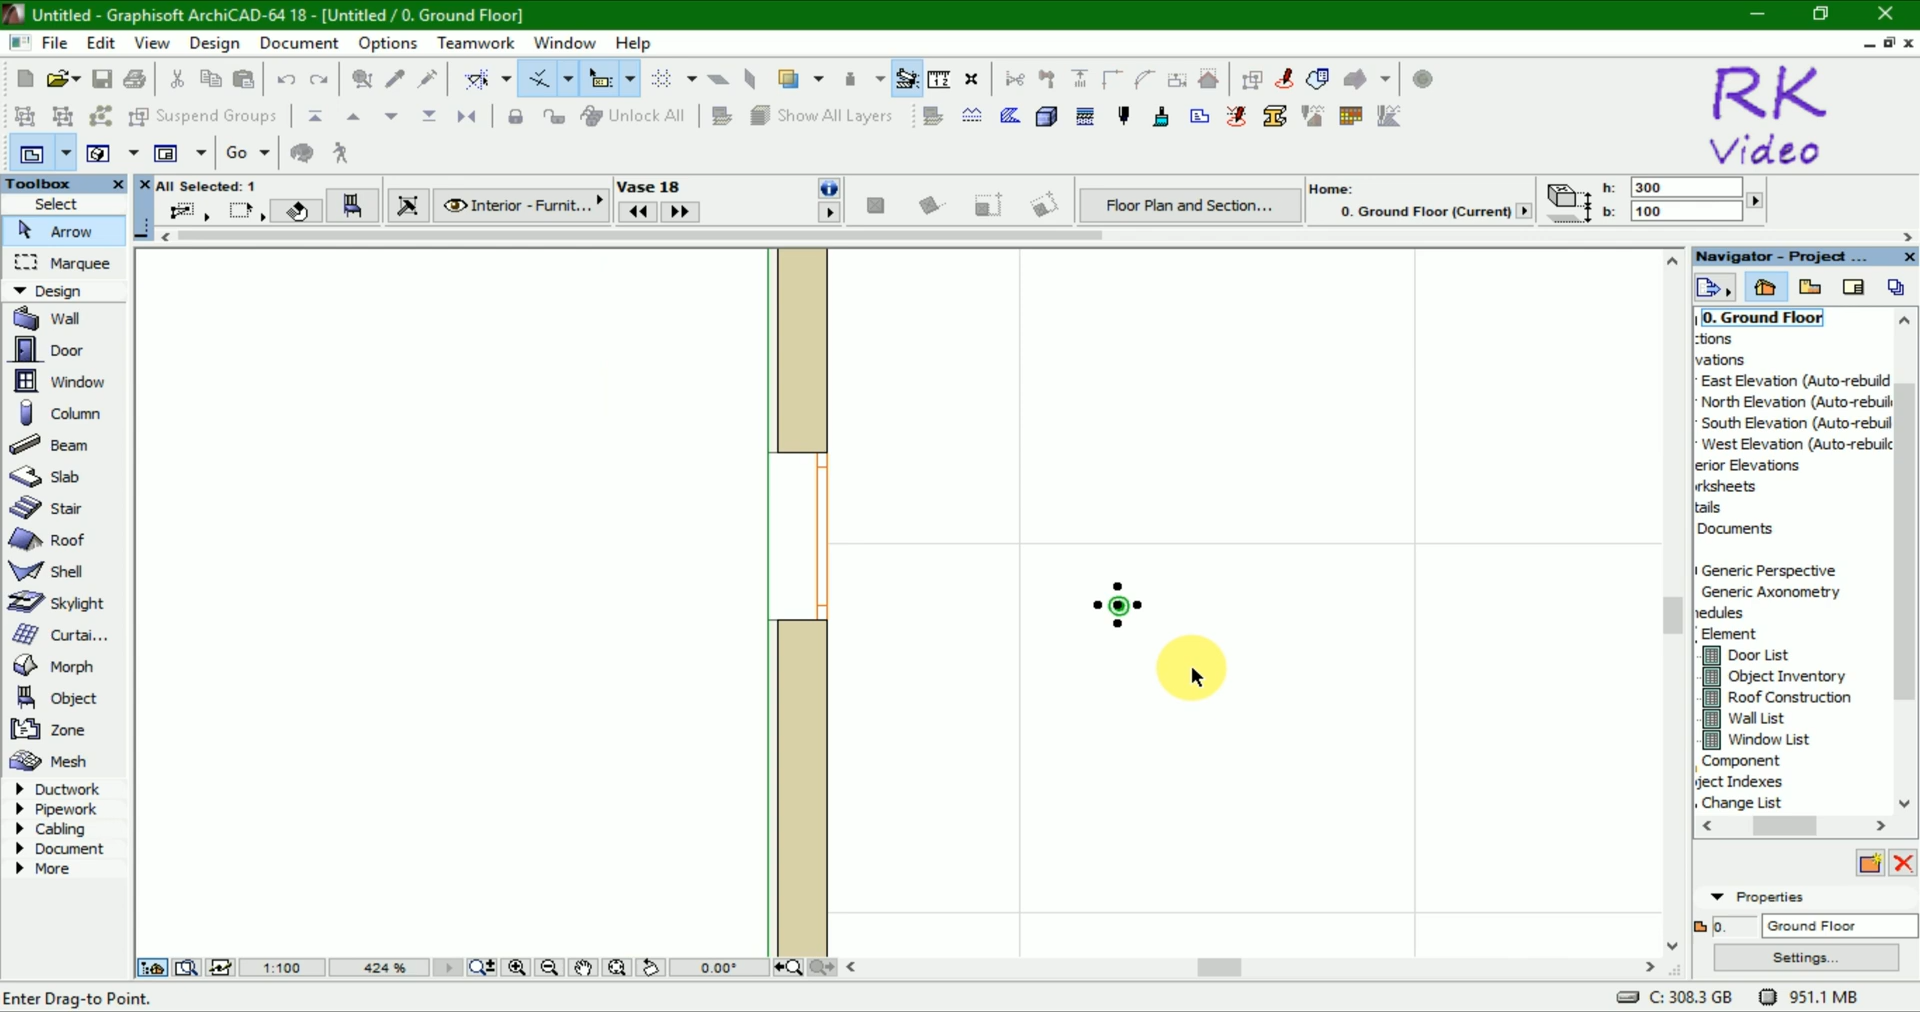 Untitled - Graphisoft ArchiCAD-64 18 - [Untitled / 0. Ground Floor]
File Edit View Design Document Options Teamwork Window Help
Suspend Groups Unlock All Show All Layers
RK
Video
Go
Toolbox
All Selected: 1
Select
Arrow
Marquee
Design
Wall
Door
Window
Column
Beam
Slab
Stair
Roof
Shell
Skylight
Curtai...
Morph
Object
Zone
Mesh
Ductwork
Pipework
Cabling
Document
More
Interior - Furnit...
Vase 18
Floor Plan and Section...
Home:
0. Ground Floor (Current)
h: 300
b: 100
Navigator - Project ...
0. Ground Floor
:tions
vations
East Elevation (Auto-rebuild
North Elevation (Auto-rebuil
South Elevation (Auto-rebuil
West Elevation (Auto-rebuild
erior Elevations
rksheets
tails
Documents
Generic Perspective
Generic Axonometry
nedules
Element
Door List
Object Inventory
Roof Construction
Wall List
Window List
Component
ject Indexes
Change List
Properties
0. Ground Floor
Settings...
1:100 424 % 0.00°
Enter Drag-to Point.
C: 308.3 GB 951.1 MB